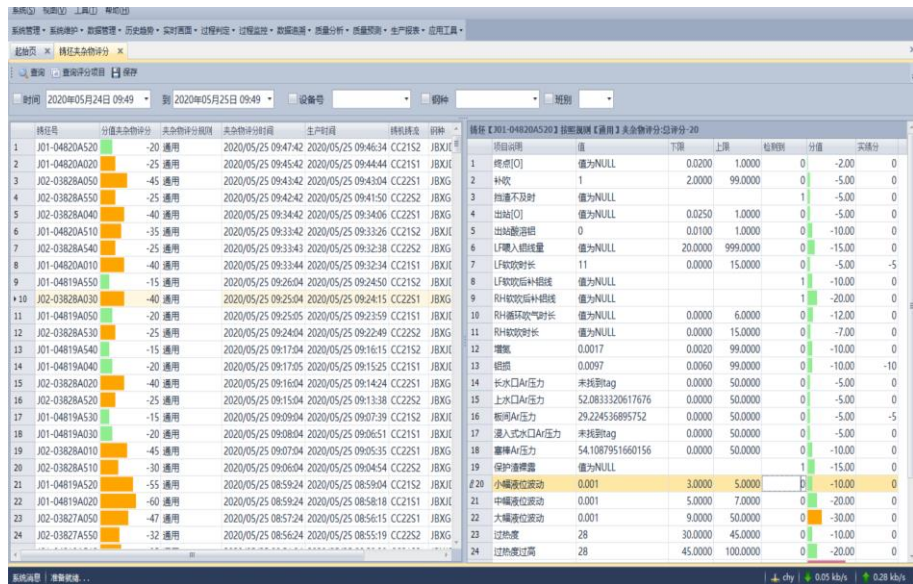 系统(S) 视图(V) 工具(T) 帮助(H)
系统管理 系统维护 数据管理 历史趋势 实时画面 过程判定 过程监控 数据追溯 质量分析 质量预测 生产报表 应用工具
起始页 铸坯夹杂物评分
查询 查询评分项目 保存
时间 2020年05月24日 09:49 到 2020年05月25日 09:49 设备号 钢种 班别
铸坯号 分值夹杂物评分 夹杂物评分规则 夹杂物评分时间 生产时间 铸机铸流 钢种
1 J01-04820A520 -20 通用 2020/05/25 09:47:42 2020/05/25 09:46:34 CC21S2 JBXJD
2 J01-04820A020 -25 通用 2020/05/25 09:45:42 2020/05/25 09:44:44 CC21S1 JBXJD
3 J02-03828A050 -45 通用 2020/05/25 09:43:42 2020/05/25 09:43:04 CC22S1 JBXG
4 J02-03828A550 -25 通用 2020/05/25 09:42:42 2020/05/25 09:41:50 CC22S2 JBXG
5 J02-03828A040 -40 通用 2020/05/25 09:34:42 2020/05/25 09:34:06 CC22S1 JBXG
6 J01-04820A510 -35 通用 2020/05/25 09:33:42 2020/05/25 09:33:26 CC21S2 JBXJD
7 J02-03828A540 -25 通用 2020/05/25 09:33:43 2020/05/25 09:32:38 CC22S2 JBXG
8 J01-04820A010 -40 通用 2020/05/25 09:33:44 2020/05/25 09:32:34 CC21S1 JBXJD
9 J01-04819A550 -15 通用 2020/05/25 09:26:04 2020/05/25 09:24:50 CC21S2 JBXJD
10 J02-03828A030 -40 通用 2020/05/25 09:25:04 2020/05/25 09:24:15 CC22S1 JBXG
11 J01-04819A050 -20 通用 2020/05/25 09:25:05 2020/05/25 09:23:59 CC21S1 JBXJD
12 J02-03828A530 -25 通用 2020/05/25 09:24:04 2020/05/25 09:22:49 CC22S2 JBXG
13 J01-04819A540 -15 通用 2020/05/25 09:17:04 2020/05/25 09:16:15 CC21S2 JBXJD
14 J01-04819A040 -20 通用 2020/05/25 09:17:05 2020/05/25 09:15:25 CC21S1 JBXJD
15 J02-03828A020 -40 通用 2020/05/25 09:16:04 2020/05/25 09:14:24 CC22S1 JBXG
16 J02-03828A520 -25 通用 2020/05/25 09:15:04 2020/05/25 09:13:38 CC22S2 JBXG
17 J01-04819A530 -15 通用 2020/05/25 09:09:04 2020/05/25 09:07:39 CC21S2 JBXJD
18 J01-04819A030 -20 通用 2020/05/25 09:08:04 2020/05/25 09:06:51 CC21S1 JBXJD
19 J02-03828A010 -45 通用 2020/05/25 09:07:04 2020/05/25 09:05:35 CC22S1 JBXG
20 J02-03828A510 -30 通用 2020/05/25 09:06:04 2020/05/25 09:04:54 CC22S2 JBXG
21 J01-04819A520 -55 通用 2020/05/25 08:59:24 2020/05/25 08:59:04 CC21S2 JBXJD
22 J01-04819A020 -60 通用 2020/05/25 08:59:24 2020/05/25 08:58:18 CC21S1 JBXJD
23 J02-03827A050 -47 通用 2020/05/25 08:57:24 2020/05/25 08:56:15 CC22S1 JBXG
24 J02-03827A550 -32 通用 2020/05/25 08:56:24 2020/05/25 08:55:19 CC22S2 JBXG
铸坯【J01-04820A520】按照规则【通用】夹杂物评分:总评分-20
项目说明 值 下限 上限 检测到 分值 实绩分
1 终点[O] 值为NULL 0.0200 1.0000 0 -2.00 0
2 补吹 1 2.0000 99.0000 0 -5.00 0
3 挡渣不及时 值为NULL 1 -5.00 0
4 出站[O] 值为NULL 0.0250 1.0000 0 -5.00 0
5 出站酸溶铝 0 0.0100 1.0000 0 -10.00 0
6 LF喂入铝线量 值为NULL 20.0000 999.0000 0 -15.00 0
7 LF软吹时长 11 0.0000 15.0000 0 -5.00 -5
8 LF软吹后补铝线 值为NULL 1 -10.00 0
9 RH软吹后补铝线 值为NULL 1 -20.00 0
10 RH循环吹气时长 值为NULL 0.0000 6.0000 0 -12.00 0
11 RH软吹时长 值为NULL 0.0000 15.0000 0 -7.00 0
12 增氮 0.0017 0.0020 99.0000 0 -10.00 0
13 铝损 0.0097 0.0060 99.0000 0 -10.00 -10
14 长水口Ar压力 未找到tag 0.0000 50.0000 0 -5.00 0
15 上水口Ar压力 52.0833320617676 0.0000 50.0000 0 -5.00 0
16 板间Ar压力 29.224536895752 0.0000 50.0000 0 -5.00 -5
17 浸入式水口Ar压力 未找到tag 0.0000 50.0000 0 -5.00 0
18 塞棒Ar压力 54.1087951660156 0.0000 50.0000 0 -10.00 0
19 保护渣裸露 值为NULL 1 -15.00 0
20 小幅液位波动 0.001 3.0000 5.0000 0 -10.00 0
21 中幅液位波动 0.001 5.0000 7.0000 0 -20.00 0
22 大幅液位波动 0.001 9.0000 50.0000 0 -30.00 0
23 过热度 28 30.0000 45.0000 0 -10.00 0
24 过热度过高 28 45.0000 100.0000 0 -20.00 0
系统消息 准备就绪... chy 0.05 kb/s 0.28 kb/s